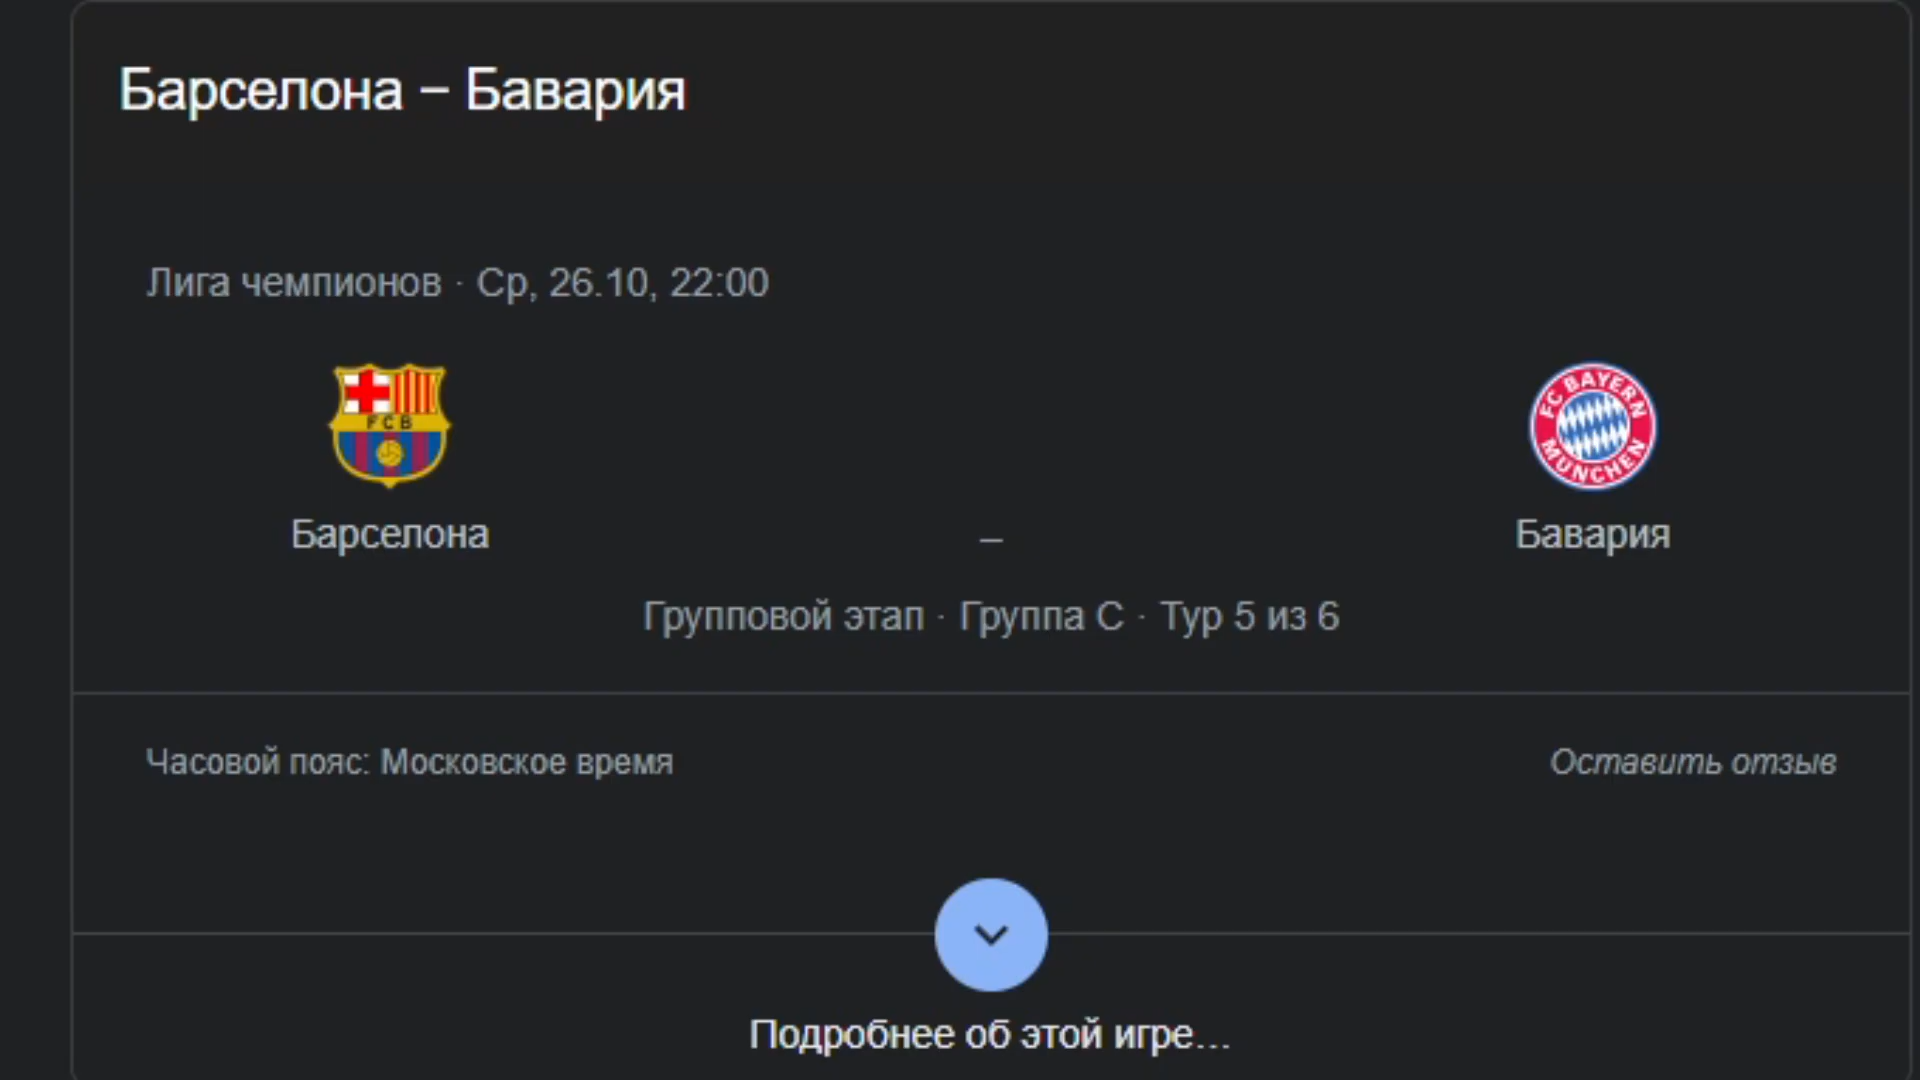 Барселона – Бавария
Лига чемпионов · Ср, 26.10, 22:00
FCB
FC BAYERN
MÜNCHEN
Барселона
–
Бавария
Групповой этап · Группа C · Тур 5 из 6
Часовой пояс: Московское время
Оставить отзыв
Подробнее об этой игре...